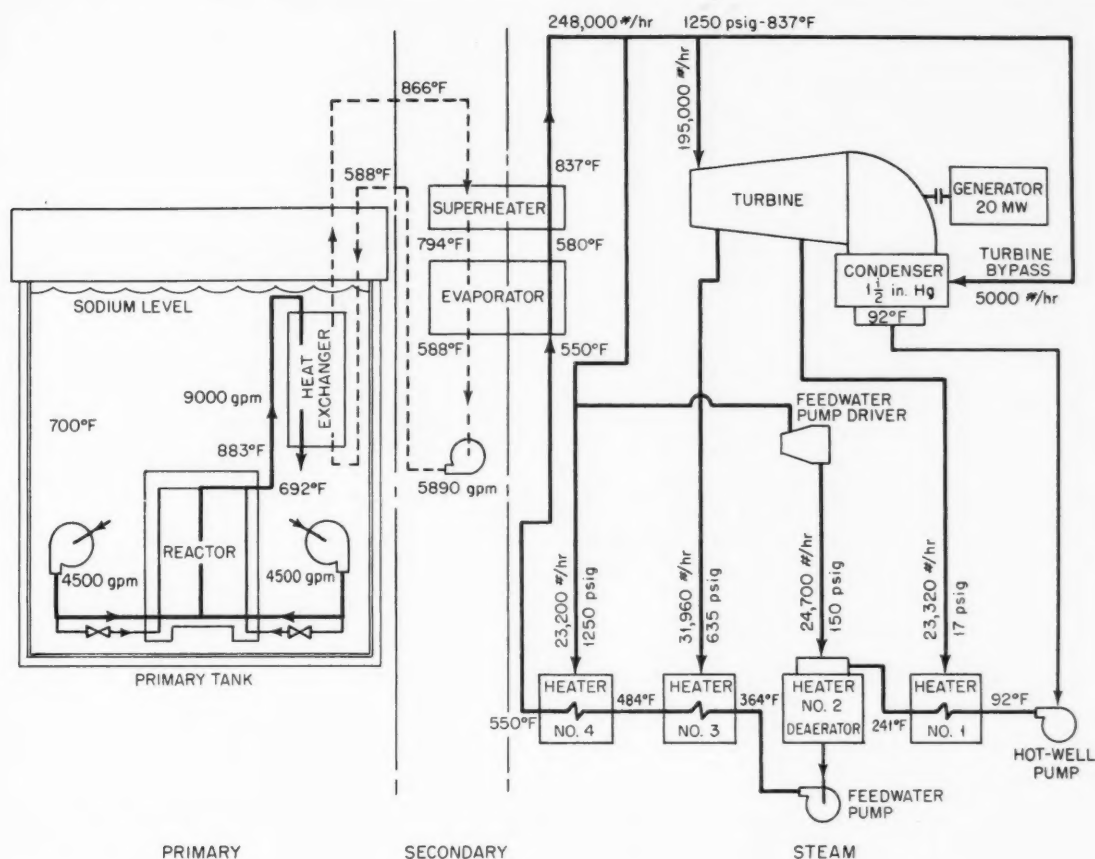 248,000 #/hr
1250 psig-837°F
866°F
588°F
195,000 #/hr
837°F
SUPERHEATER
794°F
580°F
EVAPORATOR
588°F
550°F
5890 gpm
TURBINE
GENERATOR
20 MW
TURBINE
BYPASS
5000 #/hr
CONDENSER
1 1/2 in. Hg
92°F
SODIUM LEVEL
HEAT
EXCHANGER
9000 gpm
700°F
883°F
692°F
REACTOR
4500 gpm
4500 gpm
PRIMARY TANK
FEEDWATER
PUMP DRIVER
23,200 #/hr
1250 psig
31,960 #/hr
635 psig
24,700 #/hr
150 psig
23,320 #/hr
17 psig
550°F
HEATER
NO. 4
484°F
HEATER
NO. 3
364°F
HEATER
NO. 2
DEAERATOR
241°F
HEATER
NO. 1
92°F
HOT-WELL
PUMP
FEEDWATER
PUMP
PRIMARY
SECONDARY
STEAM